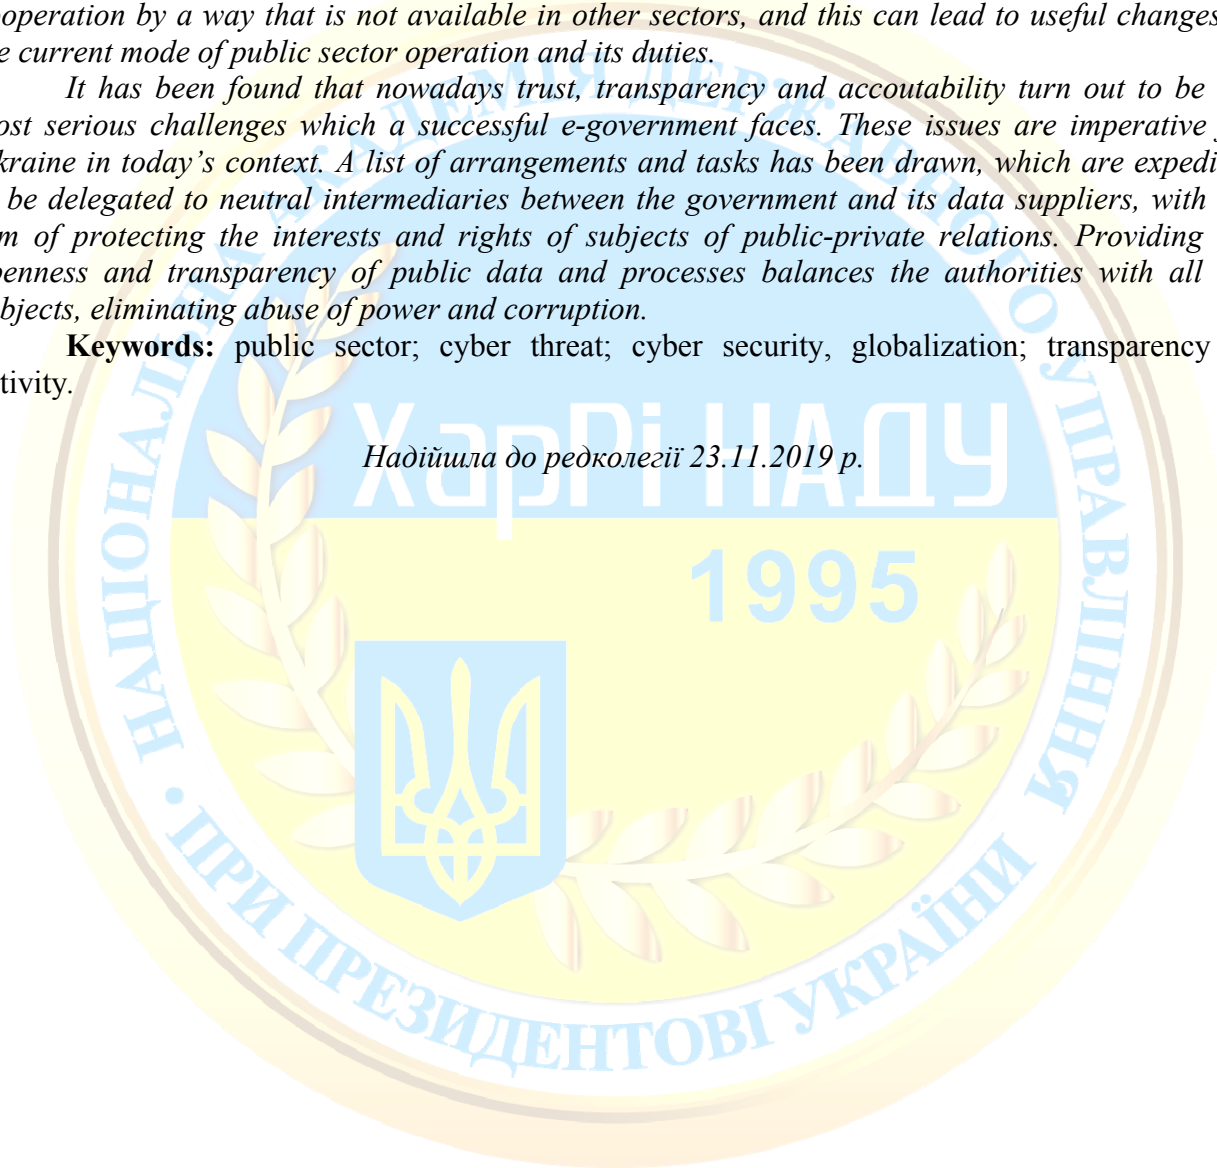 operation by a way that is not available in other sectors, and this can lead to useful changes
e current mode of public sector operation and its duties.
It has been found that nowadays trust, transparency and accoutability turn out to be
ost serious challenges which a successful e-government faces. These issues are imperative
kraine in today's context. A list of arrangements and tasks has been drawn, which are expedi
be delegated to neutral intermediaries between the government and its data suppliers, with
m of protecting the interests and rights of subjects of public-private relations. Providing
penness and transparency of public data and processes balances the authorities with all
bjects, eliminating abuse of power and corruption.
Keywords: public sector; cyber threat; cyber security, globalization; transparency
tivity.
Надійшла до редколегії 23.11.2019 р.
ХарРі НАДУ
1995
НАЦІОНАЛЬНА АКАДЕМІЯ ДЕРЖАВНОГО УПРАВЛІННЯ
• ПРИ ПРЕЗИДЕНТОВІ УКРАЇНИ